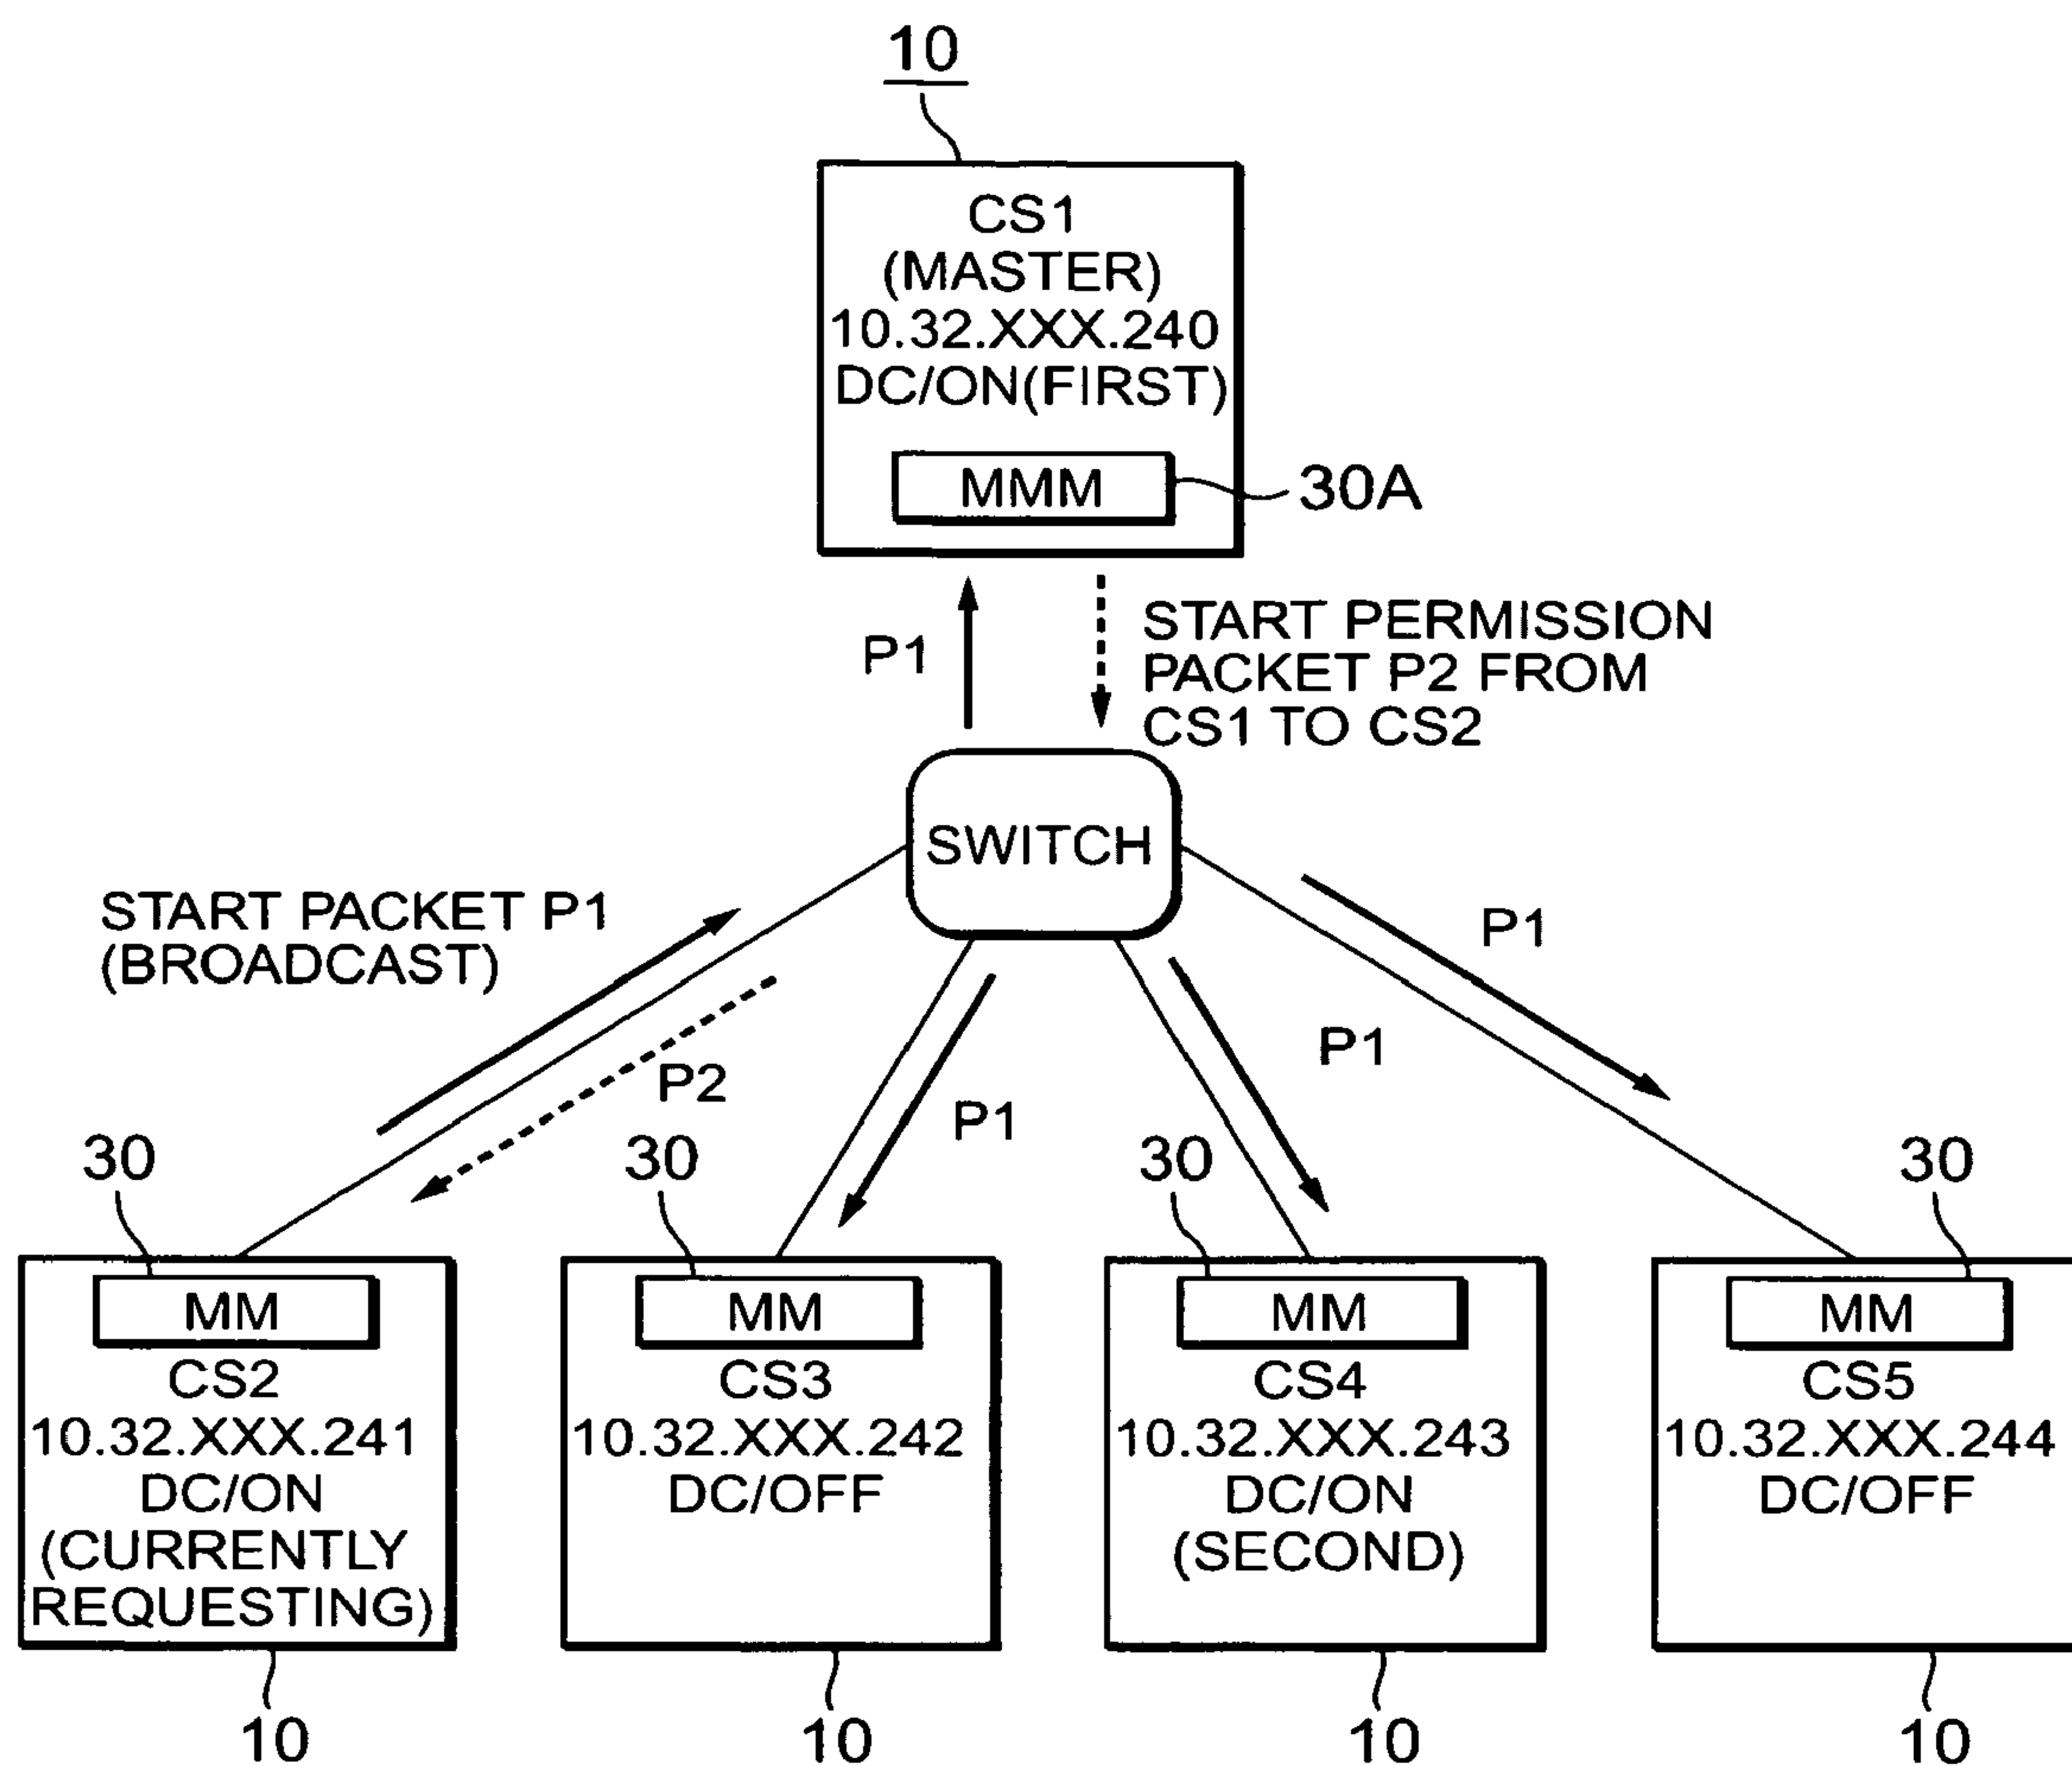 10
CS1
(MASTER)
10.32.XXX.240
DC/ON(FIRST)
MMM
30A
P1
START PERMISSION
PACKET P2 FROM
CS1 TO CS2
SWITCH
START PACKET P1
(BROADCAST)
P2
P1
P1
P1
30
MM
CS2
10.32.XXX.241
DC/ON
(CURRENTLY
REQUESTING)
10
30
MM
CS3
10.32.XXX.242
DC/OFF
10
30
MM
CS4
10.32.XXX.243
DC/ON
(SECOND)
10
30
MM
CS5
10.32.XXX.244
DC/OFF
10